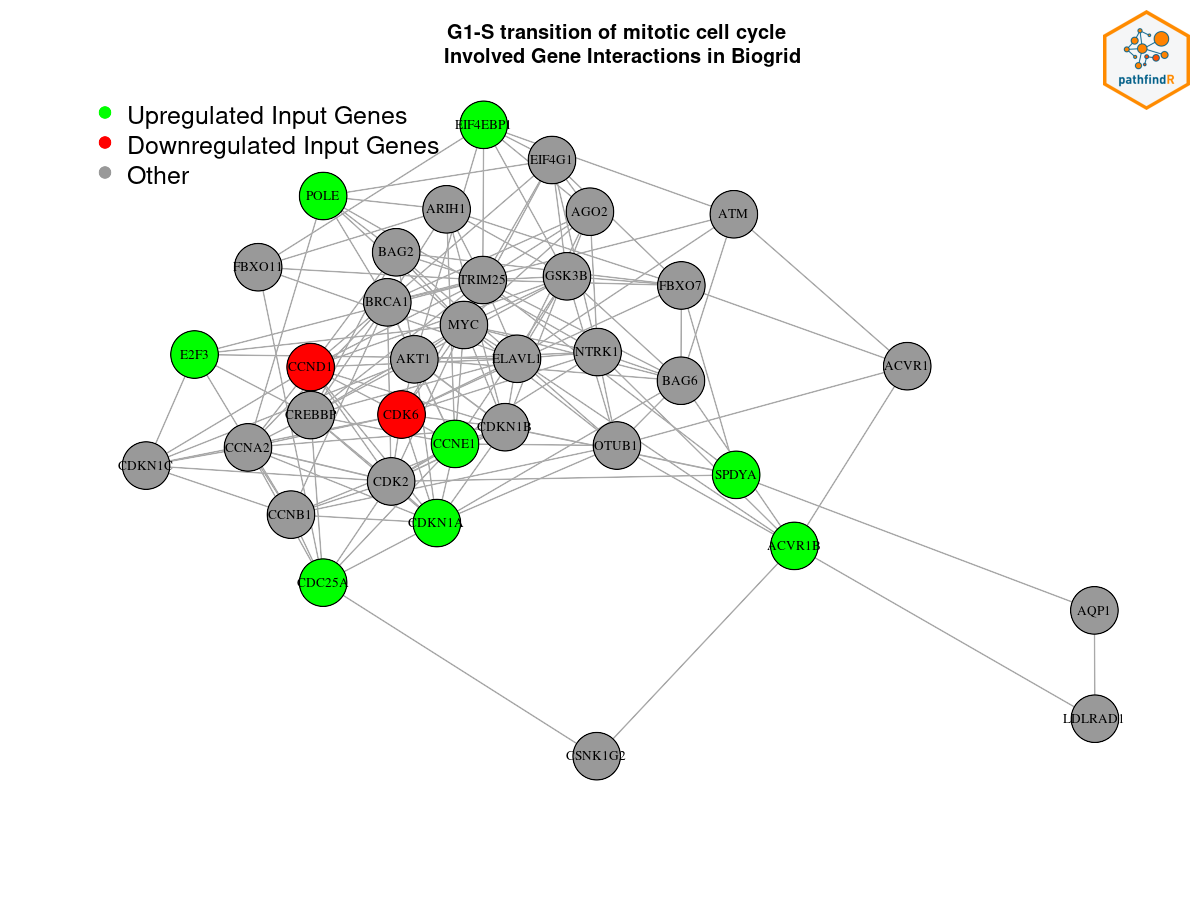 G1-S transition of mitotic cell cycle
Involved Gene Interactions in Biogrid
pathfindR
Upregulated Input Genes
Downregulated Input Genes
Other
EIF4EBP1
EIF4G1
POLE
ARIH1
AGO2
ATM
BAG2
FBXO11
TRIM25
GSK3B
FBXO7
BRCA1
MYC
E2F3
CCND1
AKT1
ELAVL1
NTRK1
ACVR1
BAG6
CREBBP
CDK6
CDKN1B
CCNE1
OTUB1
CCNA2
CDKN1C
CDK2
SPDYA
CCNB1
CDKN1A
ACVR1B
CDC25A
AQP1
LDLRAD1
CSNK1G2